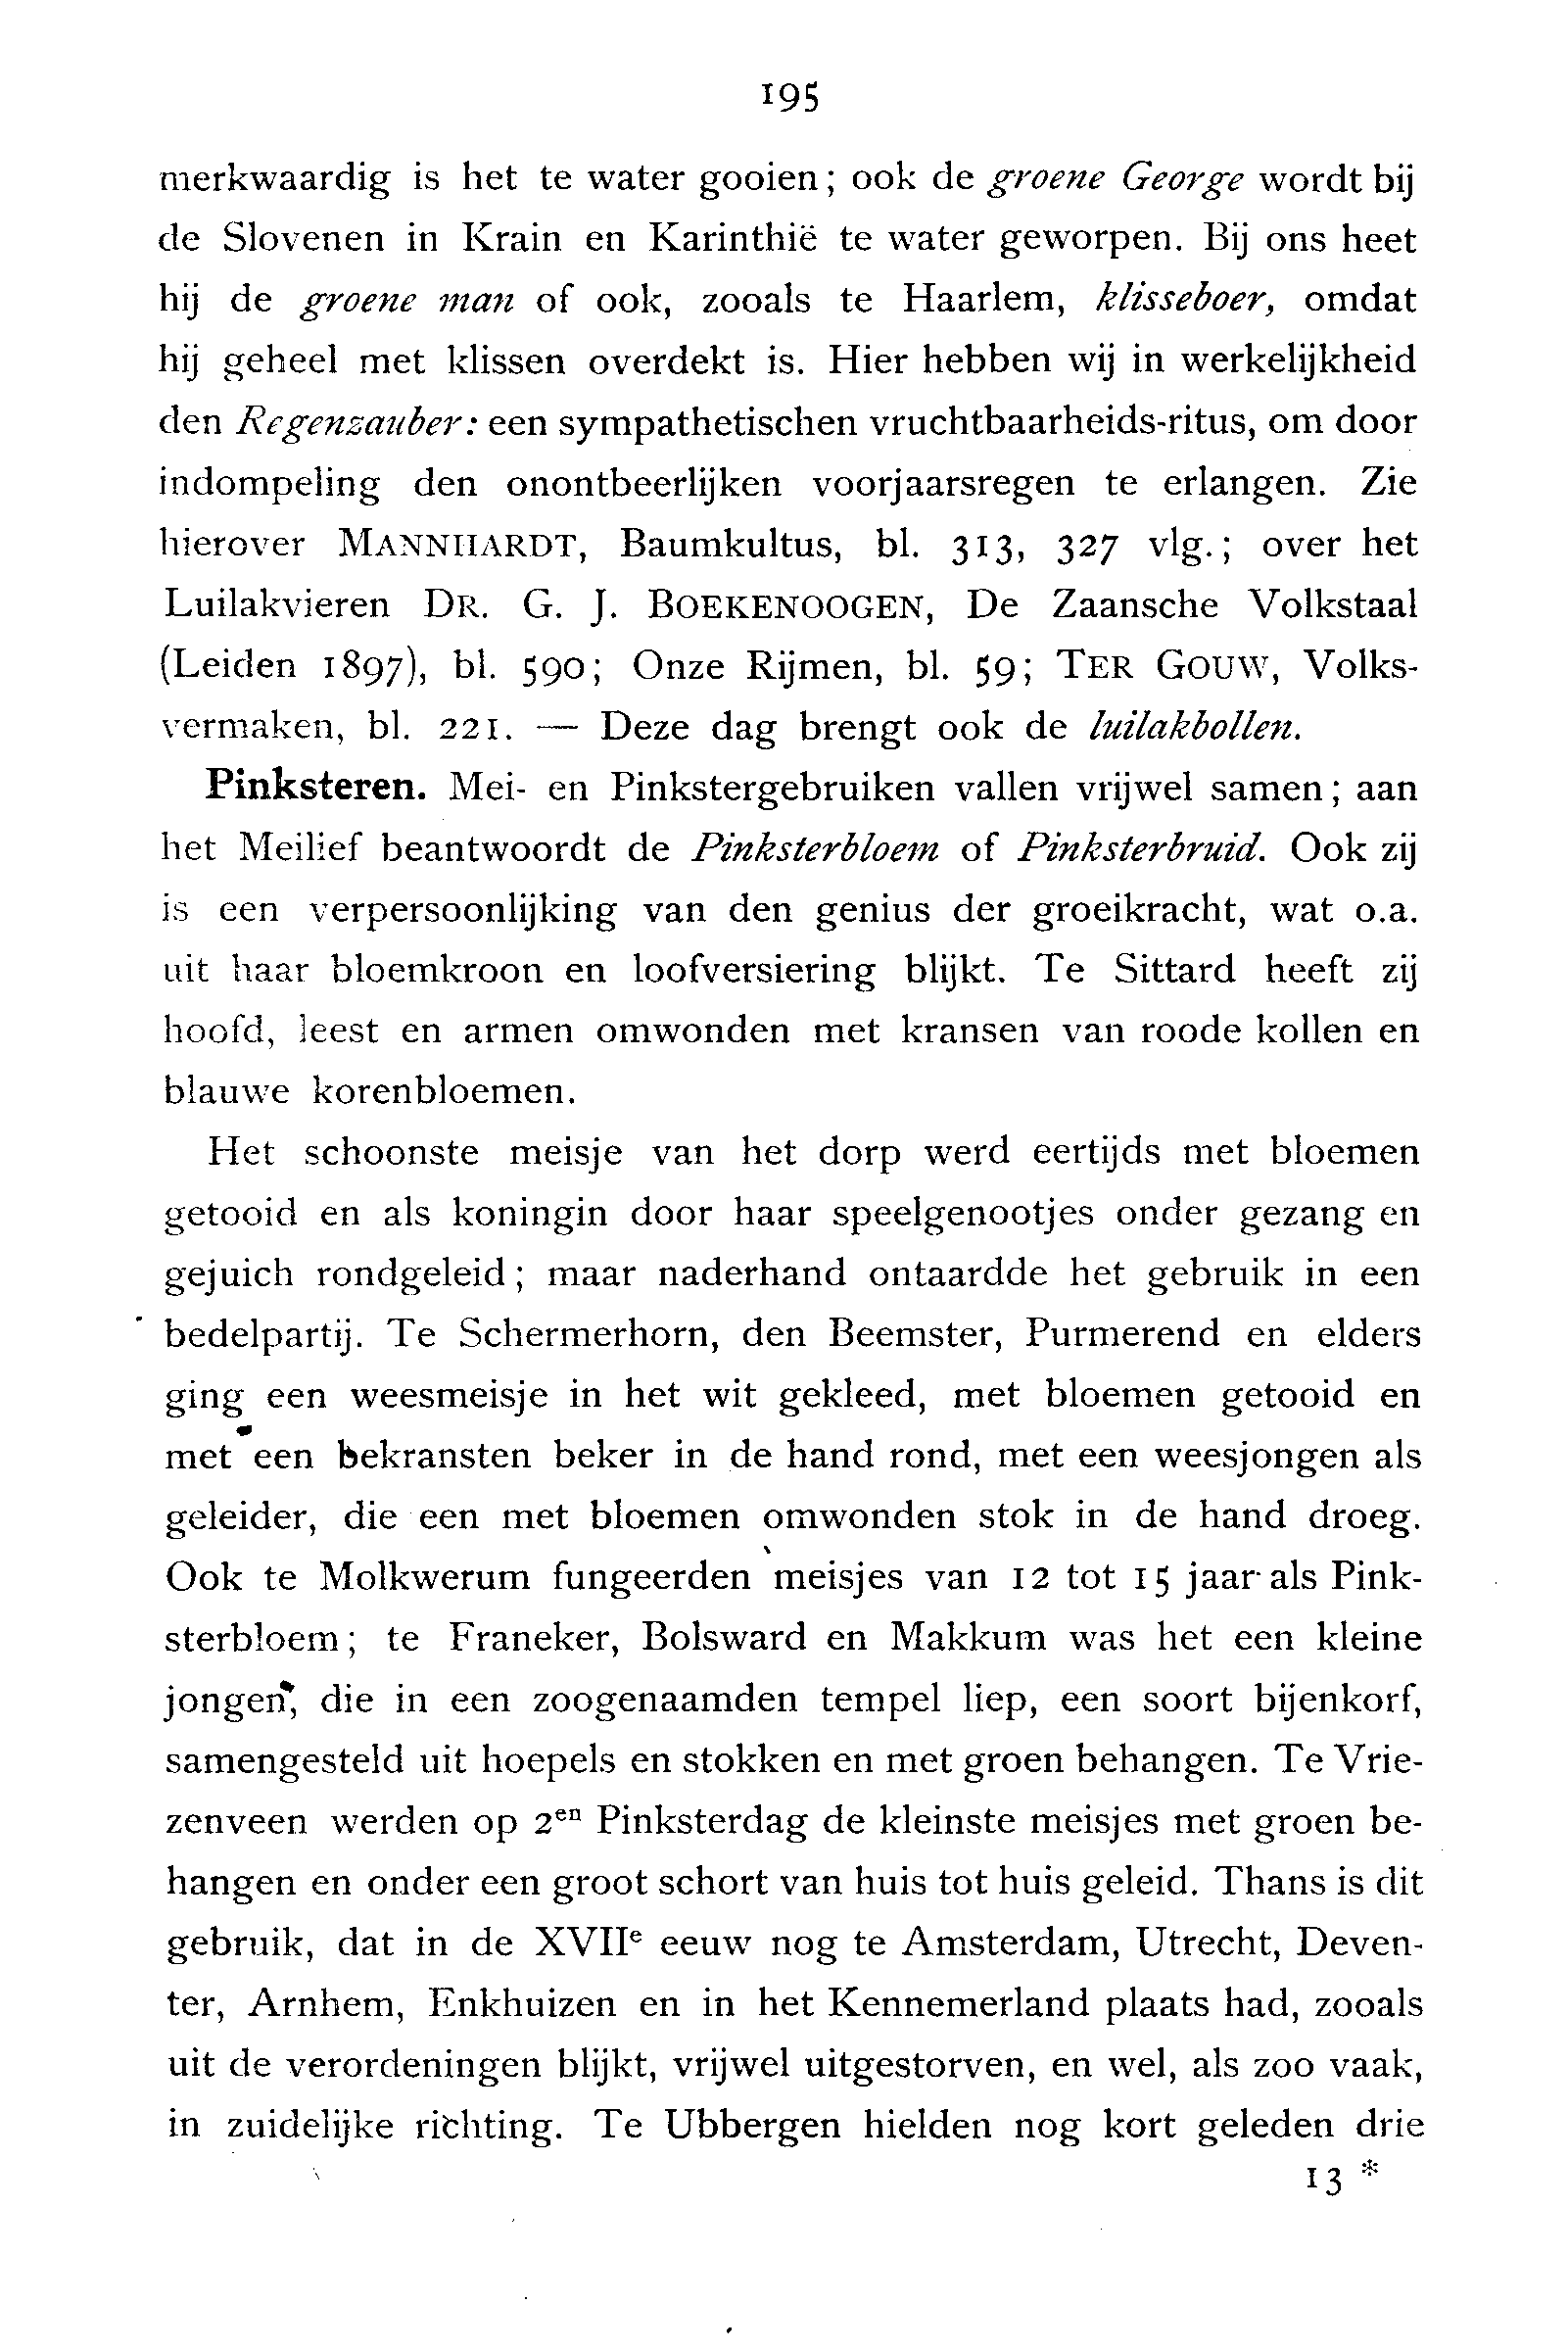 195
merkwaardig is het te water gooien; ook de groene George wordt bij
de Slovenen in Krain en Karinthië te water geworpen. Bij ons heet
hij de groene man of ook, zooals te Haarlem, klisseboer, omdat
hij geheel met klissen overdekt is. Hier hebben wij in werkelijkheid
den Regenzauber: een sympathetischen vruchtbaarheids-ritus, om door
indompeling den onontbeerlijken voorjaarsregen te erlangen. Zie
hierover MANNHARDT, Baumkultus, bl. 313, 327 vlg.; over het
Luilakvieren DR. G. J. BOEKENOOGEN, De Zaansche Volkstaal
(Leiden 1897), bl. 590; Onze Rijmen, bl. 59; TER GOUW, Volks-
vermaken, bl. 221. — Deze dag brengt ook de luilakbollen.
Pinksteren. Mei- en Pinkstergebruiken vallen vrijwel samen; aan
het Meilief beantwoordt de Pinksterbloem of Pinksterbruid. Ook zij
is een verpersoonlijking van den genius der groeikracht, wat o.a.
uit haar bloemkroon en loofversiering blijkt. Te Sittard heeft zij
hoofd, leest en armen omwonden met kransen van roode kollen en
blauwe korenbloemen.
Het schoonste meisje van het dorp werd eertijds met bloemen
getooid en als koningin door haar speelgenootjes onder gezang en
gejuich rondgeleid; maar naderhand ontaardde het gebruik in een
bedelpartij. Te Schermerhorn, den Beemster, Purmerend en elders
ging een weesmeisje in het wit gekleed, met bloemen getooid en
met een bekransten beker in de hand rond, met een weesjongen als
geleider, die een met bloemen omwonden stok in de hand droeg.
Ook te Molkwerum fungeerden meisjes van 12 tot 15 jaar als Pink-
sterbloem; te Franeker, Bolsward en Makkum was het een kleine
jongen, die in een zoogenaamden tempel liep, een soort bijenkorf,
samengesteld uit hoepels en stokken en met groen behangen. Te Vrie-
zenveen werden op 2en Pinksterdag de kleinste meisjes met groen be-
hangen en onder een groot schort van huis tot huis geleid. Thans is dit
gebruik, dat in de XVIIe eeuw nog te Amsterdam, Utrecht, Deven-
ter, Arnhem, Enkhuizen en in het Kennemerland plaats had, zooals
uit de verordeningen blijkt, vrijwel uitgestorven, en wel, als zoo vaak,
in zuidelijke richting. Te Ubbergen hielden nog kort geleden drie
13 *